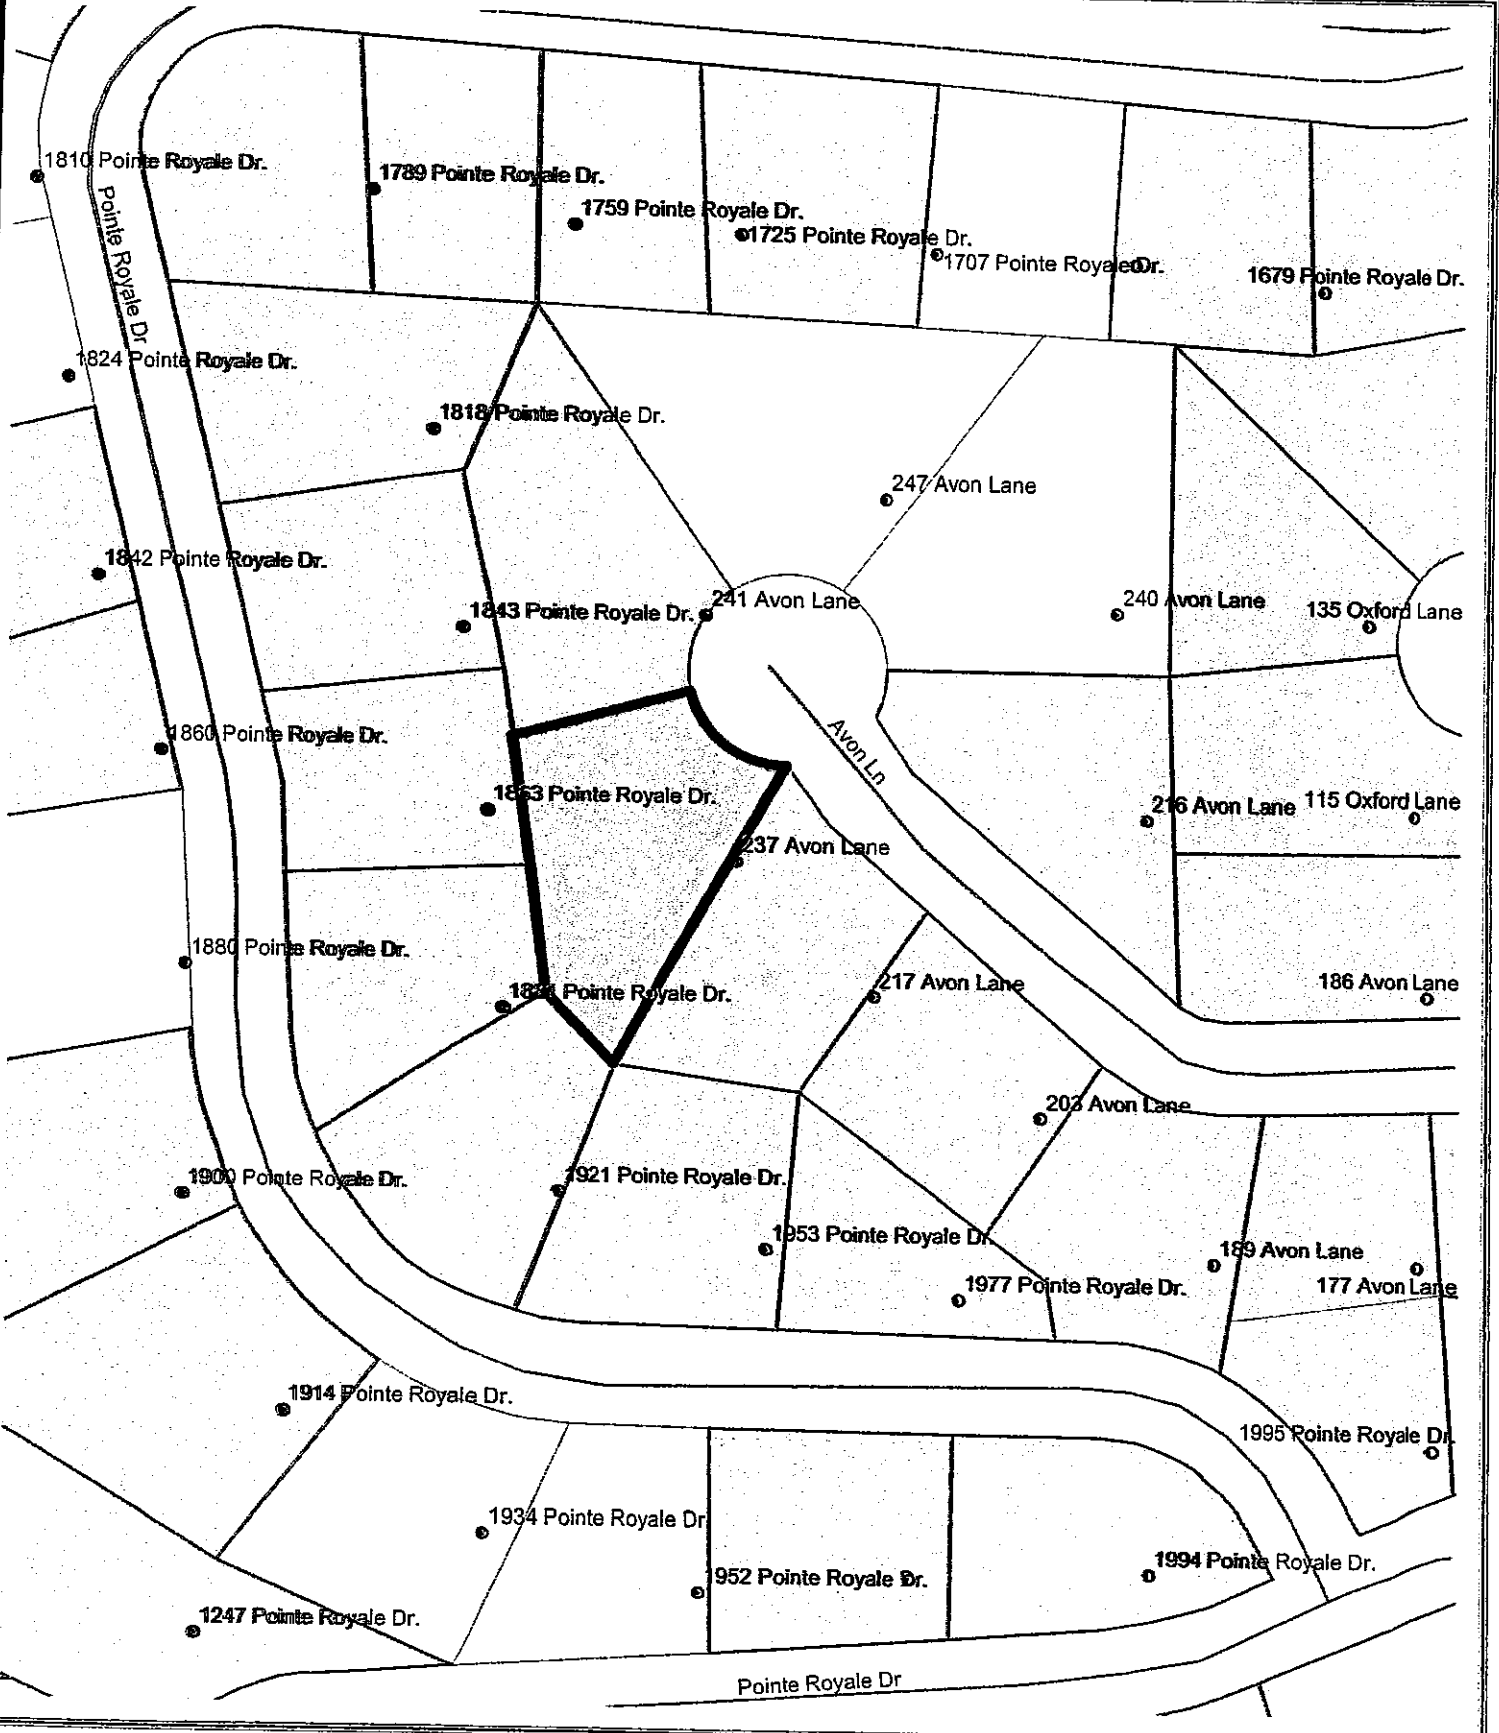 1810 Pointe Royale Dr.
1789 Pointe Royale Dr.
Pointe Royale Dr
1759 Pointe Royale Dr.
1725 Pointe Royale Dr.
1707 Pointe Royale Dr.
1679 Pointe Royale Dr.
1824 Pointe Royale Dr.
1818 Pointe Royale Dr.
247 Avon Lane
1842 Pointe Royale Dr.
1843 Pointe Royale Dr.
241 Avon Lane
240 Avon Lane
135 Oxford Lane
1860 Pointe Royale Dr.
Avon Ln
1863 Pointe Royale Dr.
216 Avon Lane
115 Oxford Lane
237 Avon Lane
1880 Pointe Royale Dr.
Pointe Royale Dr.
217 Avon Lane
186 Avon Lane
203 Avon Lane
1900 Pointe Royale Dr.
1921 Pointe Royale Dr.
1953 Pointe Royale Dr.
189 Avon Lane
1977 Pointe Royale Dr.
177 Avon Lane
1914 Pointe Royale Dr.
1995 Pointe Royale Dr.
1934 Pointe Royale Dr
1952 Pointe Royale Dr.
1994 Pointe Royale Dr.
1247 Pointe Royale Dr.
Pointe Royale Dr